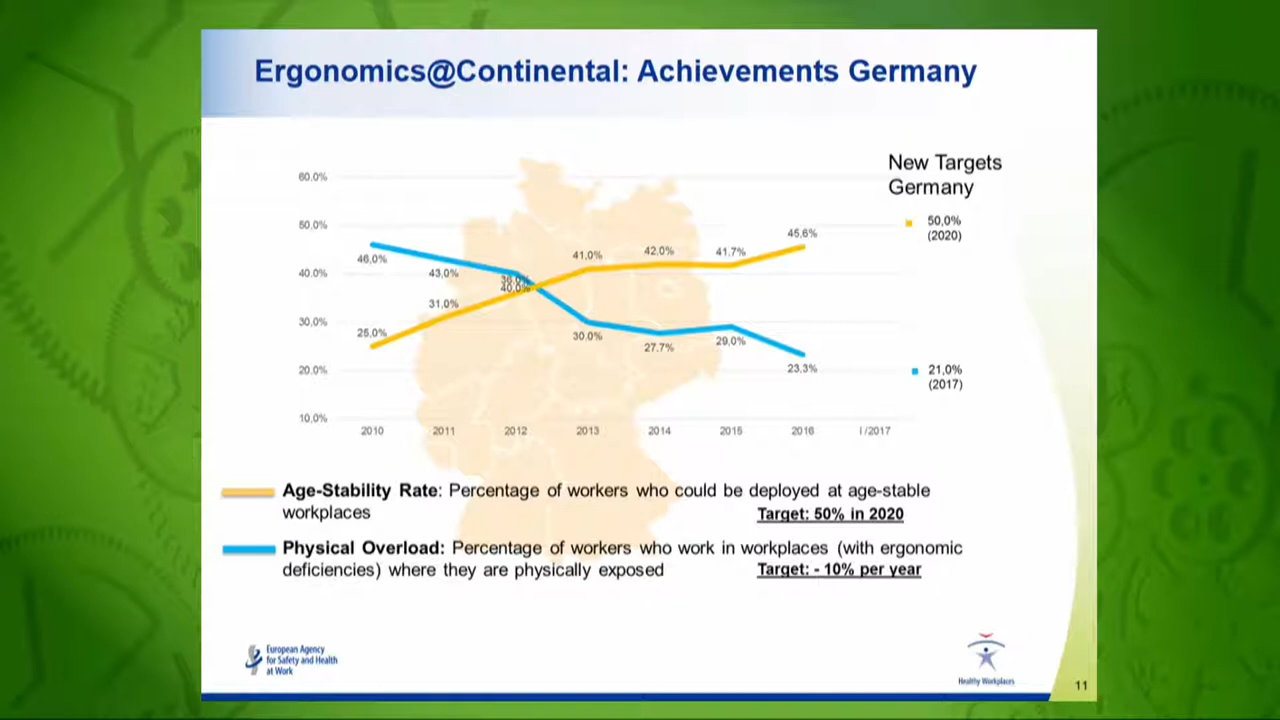 Ergonomics@Continental: Achievements Germany
New Targets
Germany
60.0%
50.0%
40.0%
30.0%
20.0%
10.0%
46,0%
43,0%
36,0%
40,0%
30.0%
27.7%
29,0%
23,3%
25,0%
31,0%
41,0%
42.0%
41.7%
45,6%
50,0%
(2020)
21,0%
(2017)
2010
2011
2012
2013
2014
2015
2016
I /2017
Age-Stability Rate: Percentage of workers who could be deployed at age-stable
workplaces
Target: 50% in 2020
Physical Overload: Percentage of workers who work in workplaces (with ergonomic
deficiencies) where they are physically exposed
Target: - 10% per year
European Agency
for Safety and Health
at Work
Healthy Workplaces
11